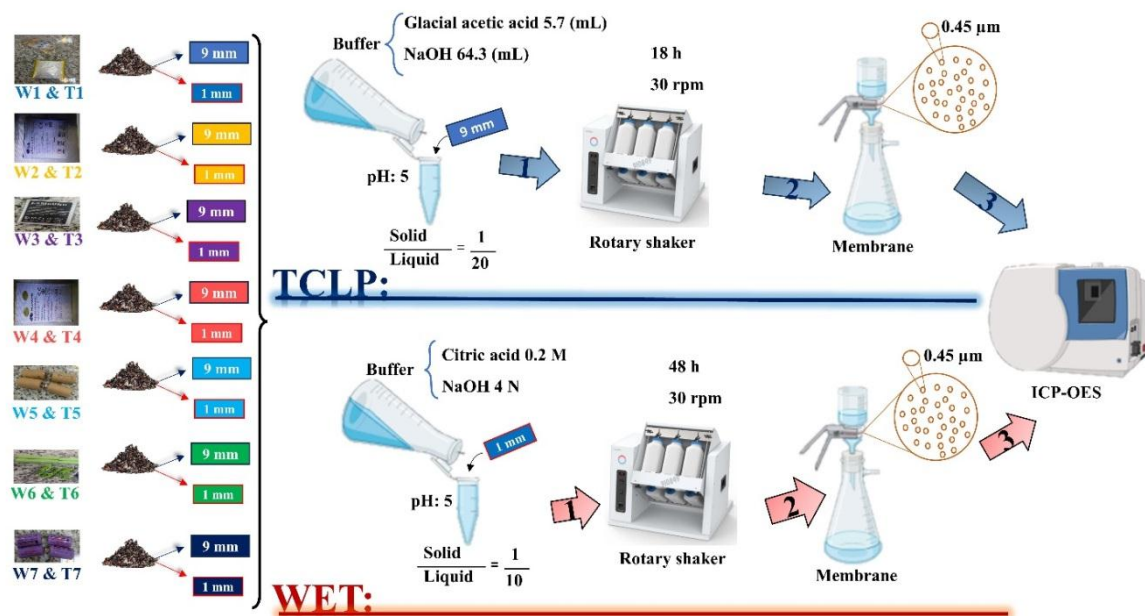 W1 & T1
9 mm
1 mm
W2 & T2
9 mm
1 mm
W3 & T3
9 mm
1 mm
W4 & T4
9 mm
1 mm
W5 & T5
9 mm
1 mm
W6 & T6
9 mm
1 mm
W7 & T7
9 mm
1 mm
Buffer
Glacial acetic acid 5.7 (mL)
NaOH 64.3 (mL)
9 mm
pH: 5
Solid
Liquid
=
1
20
1
18 h
30 rpm
Rotary shaker
2
0.45 µm
Membrane
3
TCLP:
Buffer
Citric acid 0.2 M
NaOH 4 N
1 mm
pH: 5
Solid
Liquid
=
1
10
1
48 h
30 rpm
Rotary shaker
2
0.45 µm
Membrane
3
ICP-OES
WET: